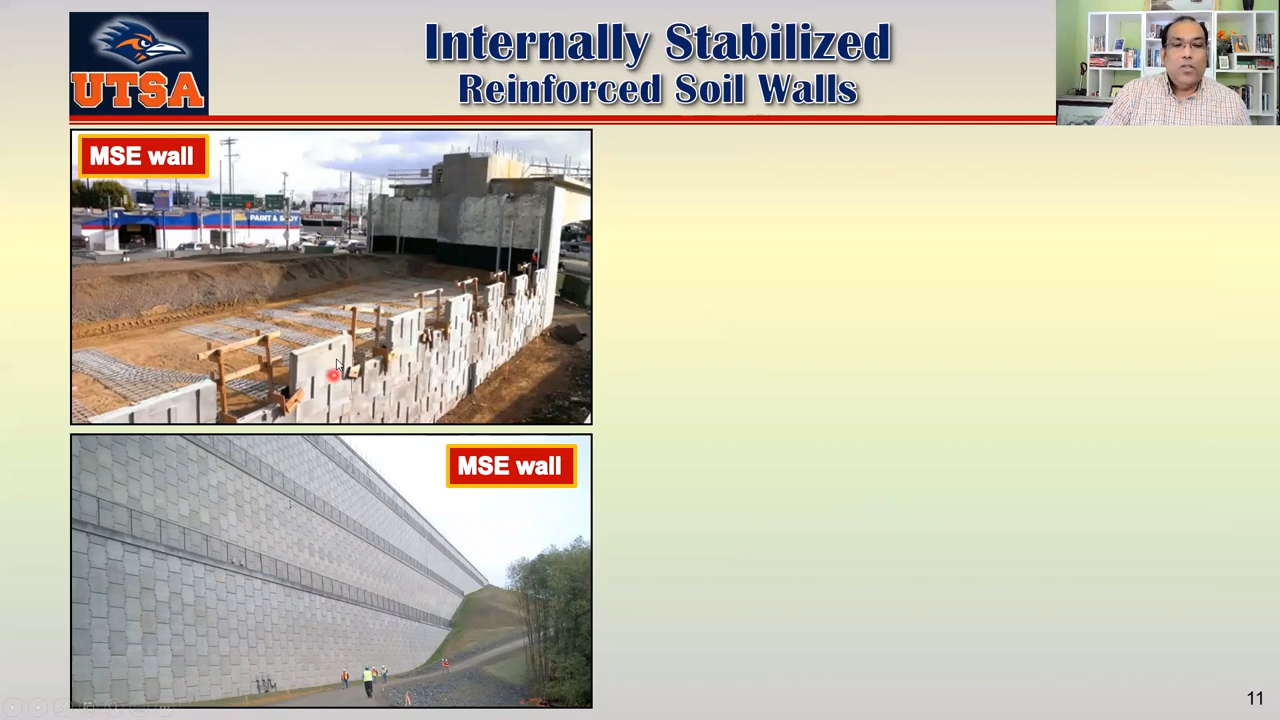 UTSA
Internally Stabilized
Reinforced Soil Walls
MSE wall
PAINT & BODY
MSE wall
11